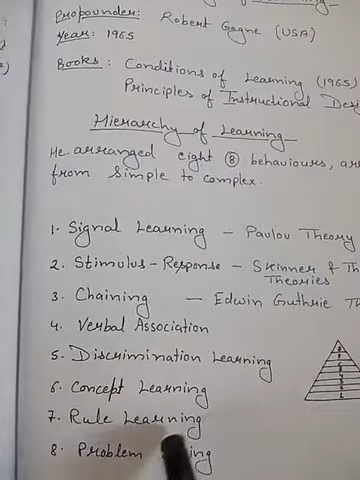 Learning
Propounder: Robert Gagne (USA)
Year: 1965
Books: Conditions of Learning (1965)
Principles of Instructional
Hierarchy of Learning
He arranged eight ⑧ behaviours,
from Simple to Complex.
1. Signal Learning - Pavlov Theory
2. Stimulus-Response - Skinner &
Theories
3. Chaining - Edwin Guthrie
4. Verbal Association
5. Discrimination Learning
6. Concept Learning
7. Rule Learning
8. Problem